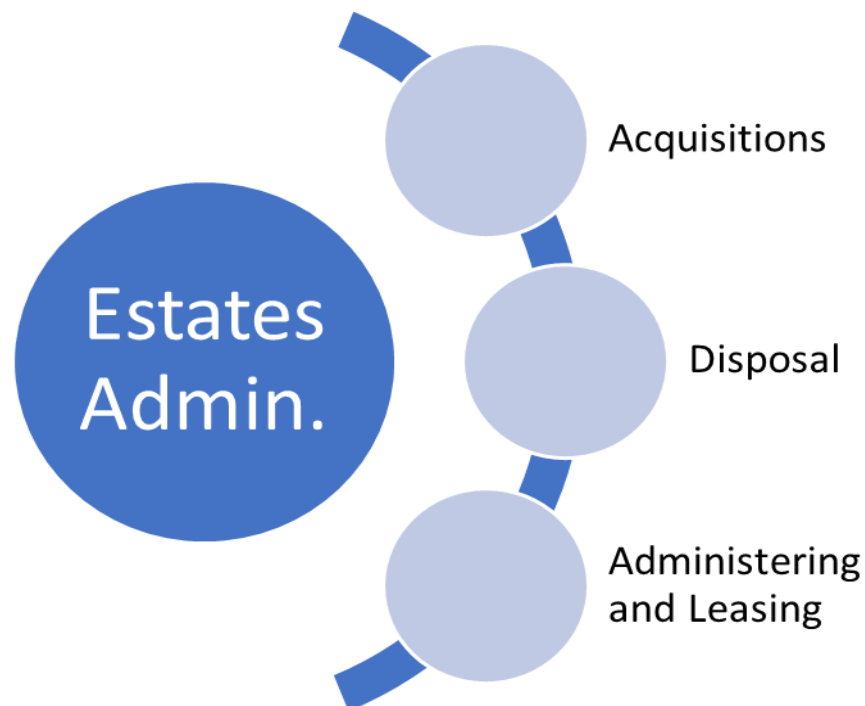 Estates
Admin.
Acquisitions
Disposal
Administering
and Leasing